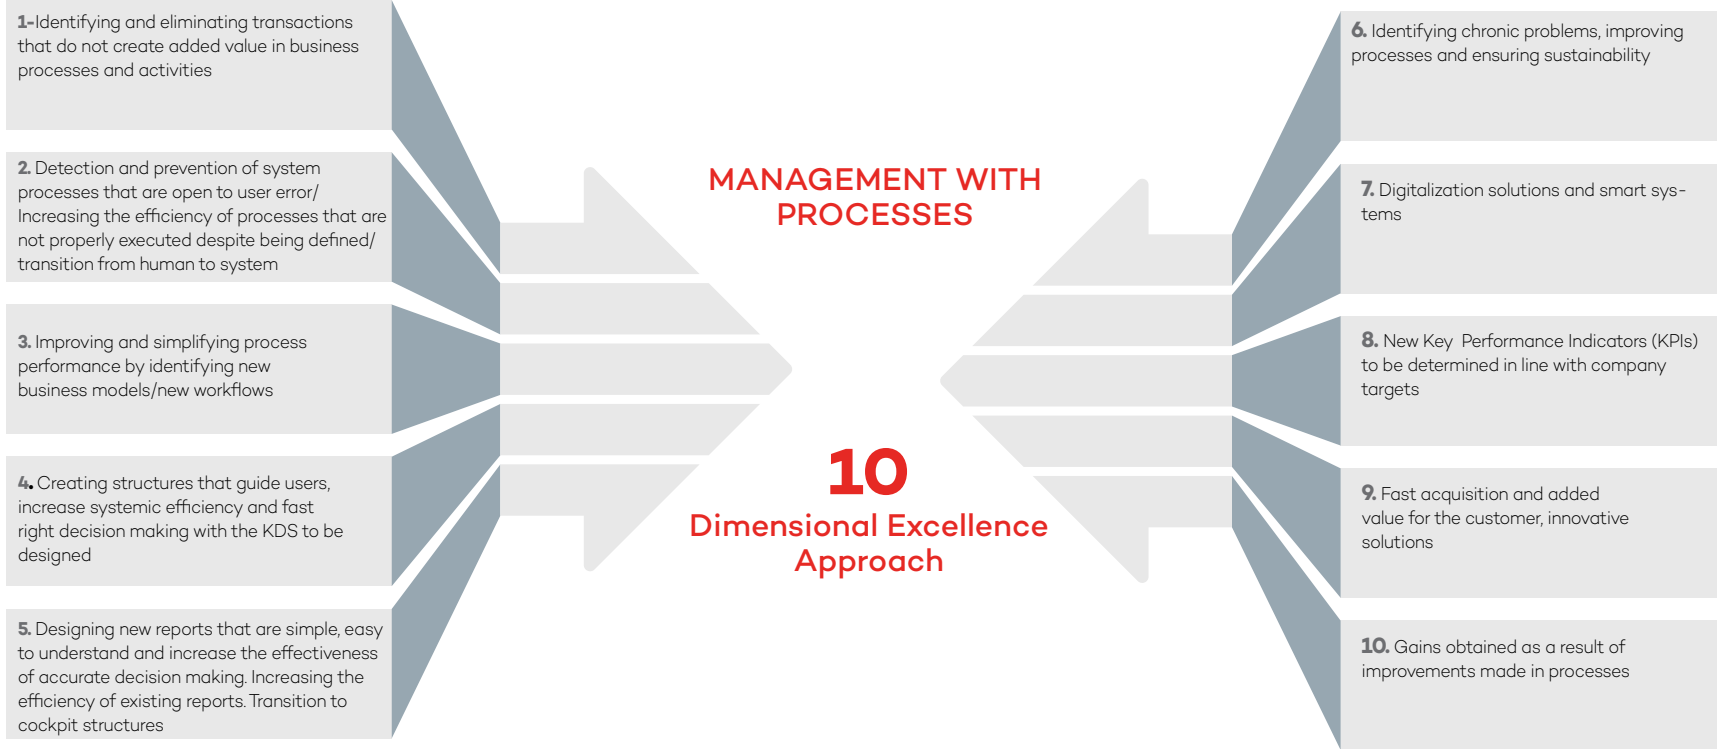 1-Identifying and eliminating transactions
that do not create added value in business
processes and activities
2. Detection and prevention of system
processes that are open to user error/
Increasing the efficiency of processes that are
not properly executed despite being defined/
transition from human to system
3. Improving and simplifying process
performance by identifying new
business models/new workflows
4. Creating structures that guide users,
increase systemic efficiency and fast
right decision making with the KDS to be
designed
5. Designing new reports that are simple, easy
to understand and increase the effectiveness
of accurate decision making. Increasing the
efficiency of existing reports. Transition to
cockpit structures
MANAGEMENT WITH
PROCESSES
10
Dimensional Excellence
Approach
6. Identifying chronic problems, improving
processes and ensuring sustainability
7. Digitalization solutions and smart sys-
tems
8. New Key Performance Indicators (KPIs)
to be determined in line with company
targets
9. Fast acquisition and added
value for the customer, innovative
solutions
10. Gains obtained as a result of
improvements made in processes